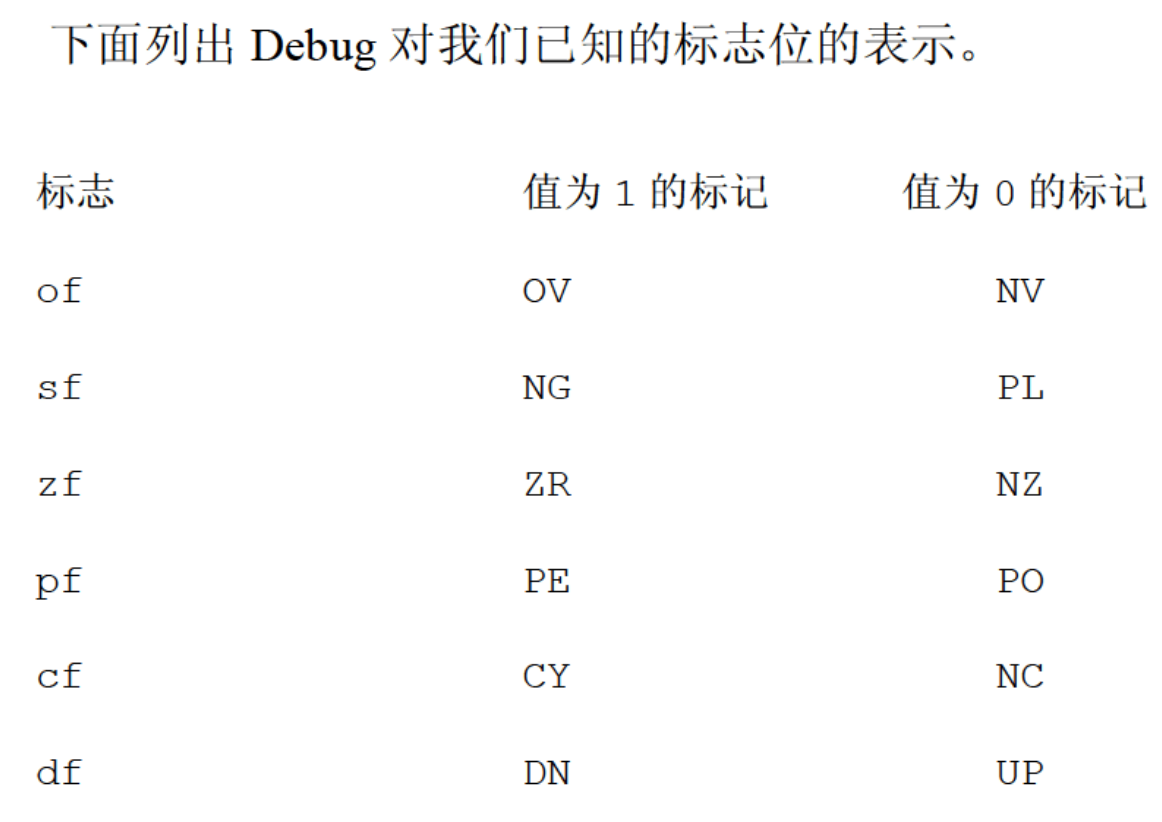 下面列出 Debug 对我们已知的标志位的表示。
标志 值为 1 的标记 值为 0 的标记
of OV NV
sf NG PL
zf ZR NZ
pf PE PO
cf CY NC
df DN UP